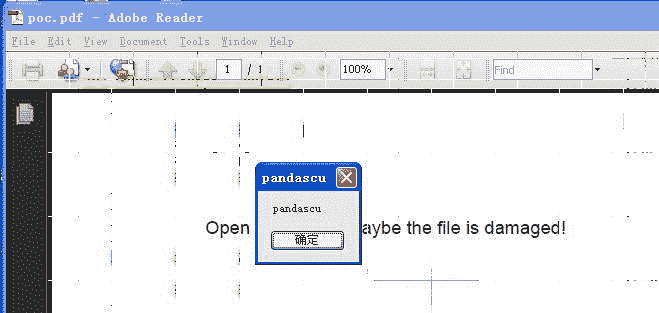 poc.pdf - Adobe Reader
File Edit View Document Tools Window Help
1 / 1 100% Find
pandascu
pandascu
Open aybe the file is damaged!
确定